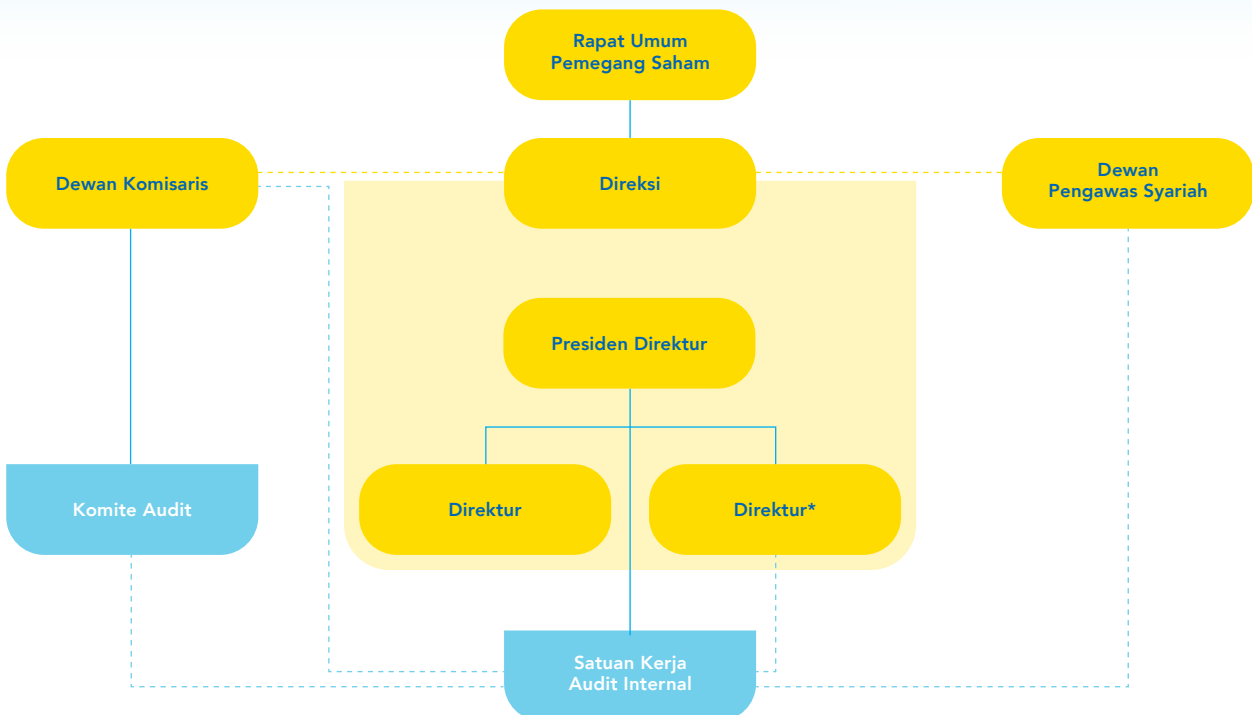 Rapat Umum
Pemegang Saham
Dewan Komisaris
Direksi
Dewan
Pengawas Syariah
Presiden Direktur
Komite Audit
Direktur
Direktur*
Satuan Kerja
Audit Internal